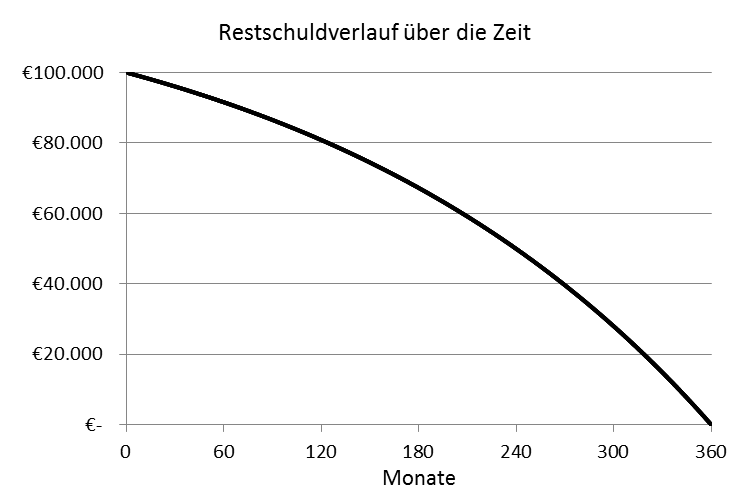 Restschuldverlauf über die Zeit
€100.000
€80.000
€60.000
€40.000
€20.000
€-
0 60 120 180 240 300 360
Monate